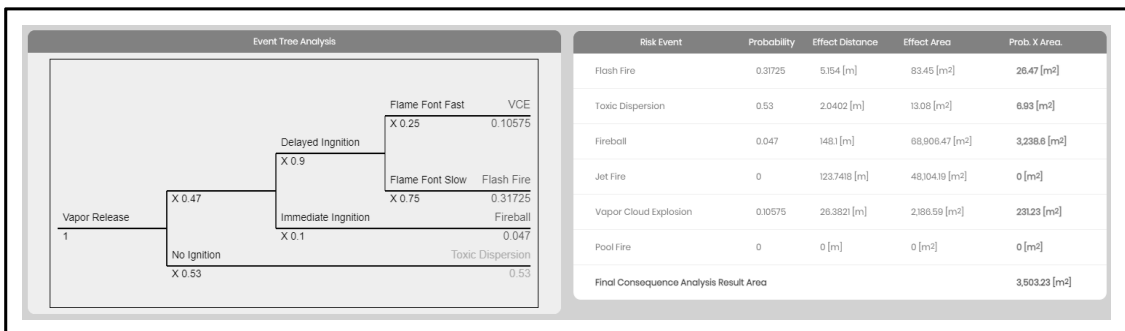 Event Tree Analysis
Flame Font Fast VCE
X 0.25 0.10575
Delayed Ingnition
X 0.9
Flame Font Slow Flash Fire
X 0.47 X 0.75 0.31725
Vapor Release Immediate Ingnition Fireball
1 X 0.1 0.047
No Ignition Toxic Dispersion
X 0.53 0.53
Risk Event Probability Effect Distance Effect Area Prob. X Area.
Flash Fire 0.31725 5.154 [m] 83.45 [m2] 26.47 [m2]
Toxic Dispersion 0.53 2.0402 [m] 13.08 [m2] 6.93 [m2]
Fireball 0.047 148.1 [m] 68,906.47 [m2] 3,238.6 [m2]
Jet Fire 0 123.7418 [m] 48,104.19 [m2] 0 [m2]
Vapor Cloud Explosion 0.10575 26.3821 [m] 2,186.59 [m2] 231.23 [m2]
Pool Fire 0 0 [m] 0 [m2] 0 [m2]
Final Consequence Analysis Result Area 3,503.23 [m2]